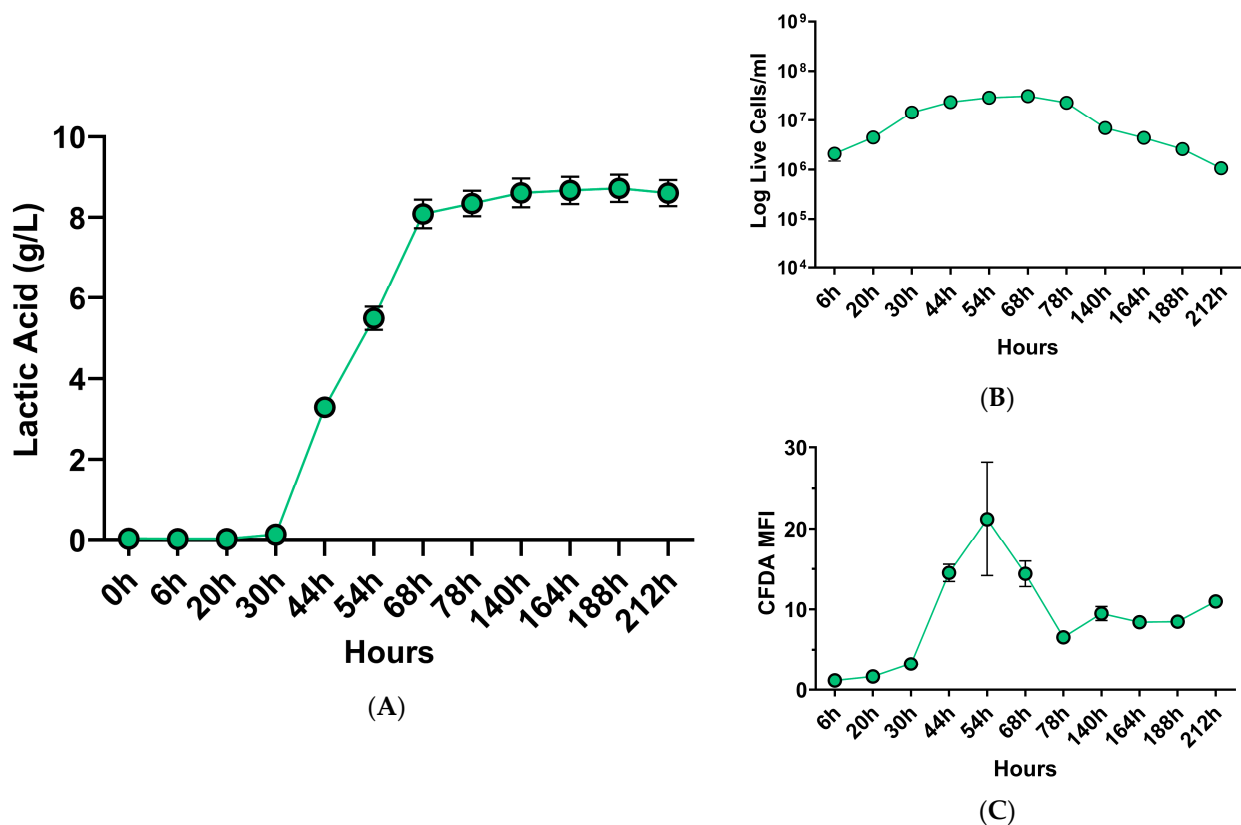 Lactic Acid (g/L)
10
8
6
4
2
0
0h 6h 20h 30h 44h 54h 68h 78h 140h 164h 188h 212h
Hours
(A)
Log Live Cells/ml
10⁹
10⁸
10⁷
10⁶
10⁵
10⁴
6h 20h 30h 44h 54h 68h 78h 140h 164h 188h 212h
Hours
(B)
CFDA MFI
30
20
10
0
6h 20h 30h 44h 54h 68h 78h 140h 164h 188h 212h
Hours
(C)